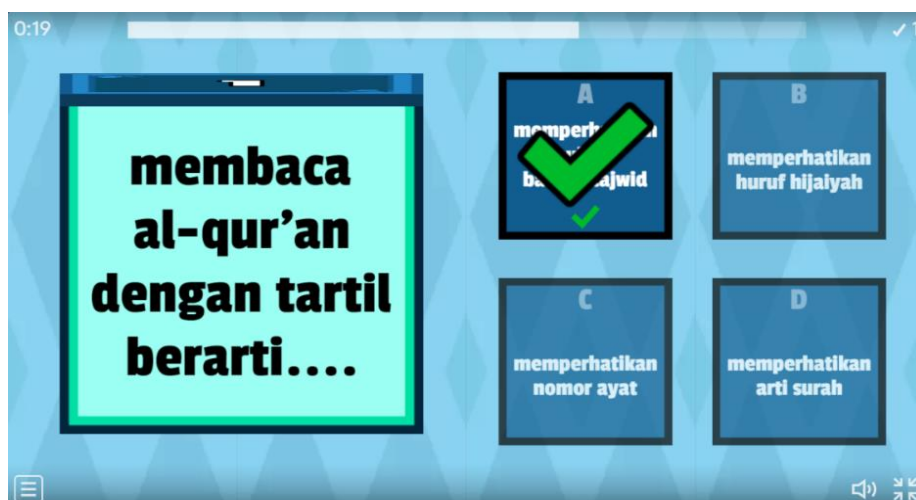 0:19
membaca
al-qur'an
dengan tartil
berarti....
A
B
memperhatikan
huruf hijaiyah
C
memperhatikan
nomor ayat
D
memperhatikan
arti surah